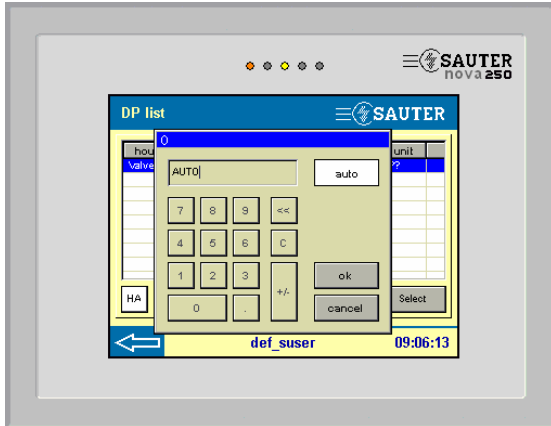 SAUTER
nova 250
DP list
SAUTER
0
hou
unit
Valve
??
AUTO
auto
7 8 9 <<
4 5 6 C
1 2 3 +/-
0 .
ok
cancel
HA
Select
def_suser
09:06:13